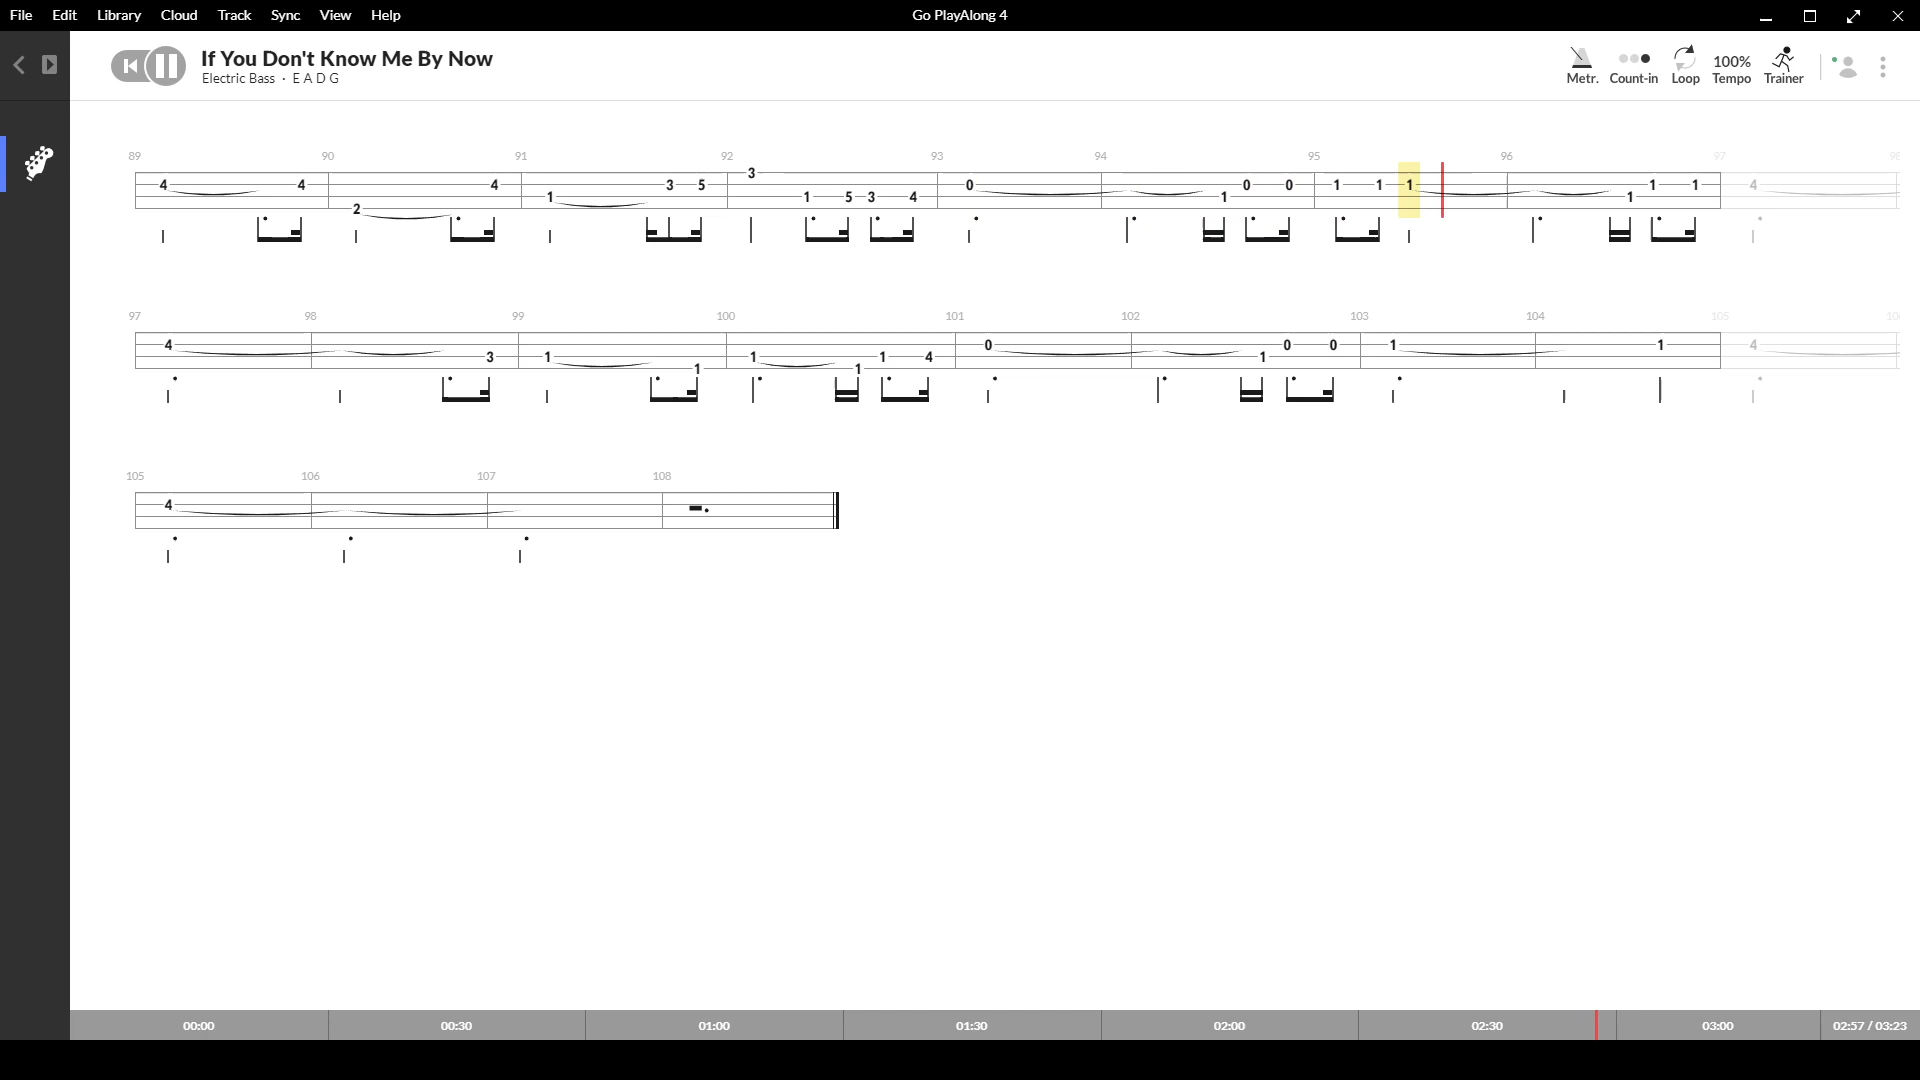 File Edit Library Cloud Track Sync View Help
Go PlayAlong 4
If You Don't Know Me By Now
Electric Bass · E A D G
100%
Metr. Count-in Loop Tempo Trainer
89 90 91 92 93 94 95 96 97 98
3
4 4 4 3 5 0 0 0 1 1 1 1 1 4
1 1 5 3 4 1 1
2
97 98 99 100 101 102 103 104 105 106
4 0 0 0 1 1 4
3 1 1 1 4 1
1 1
105 106 107 108
4
00:00 00:30 01:00 01:30 02:00 02:30 03:00 02:57 / 03:23